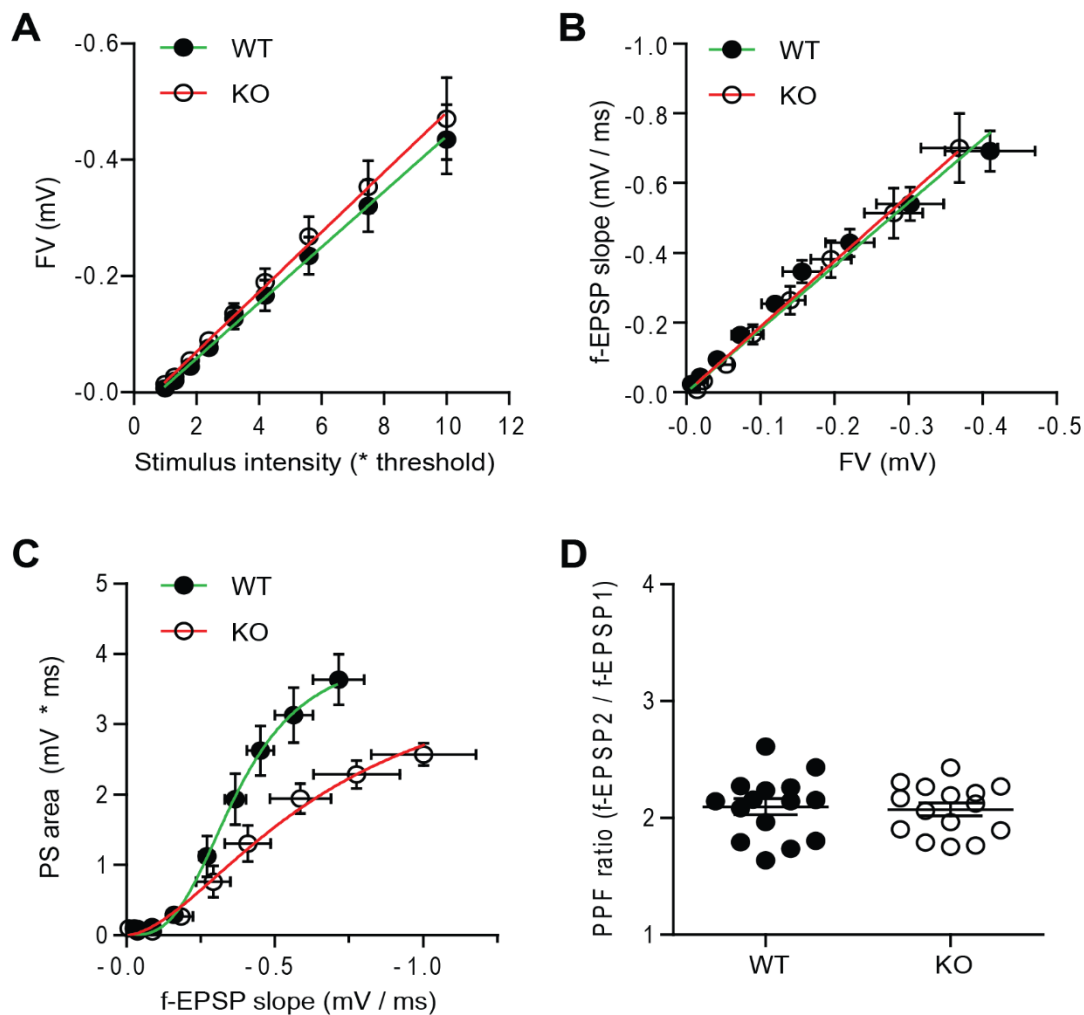 A
WT
KO
-0.6
-0.4
-0.2
-0.0
FV (mV)
0
2
4
6
8
10
12
Stimulus intensity (* threshold)
B
WT
KO
-1.0
-0.8
-0.6
-0.4
-0.2
-0.0
f-EPSP slope (mV / ms)
-0.0
-0.1
-0.2
-0.3
-0.4
-0.5
FV (mV)
C
WT
KO
5
4
3
2
1
0
PS area (mV * ms)
- 0.0
- 0.5
- 1.0
f-EPSP slope (mV / ms)
D
4
3
2
1
PPF ratio (f-EPSP2 / f-EPSP1)
WT
KO